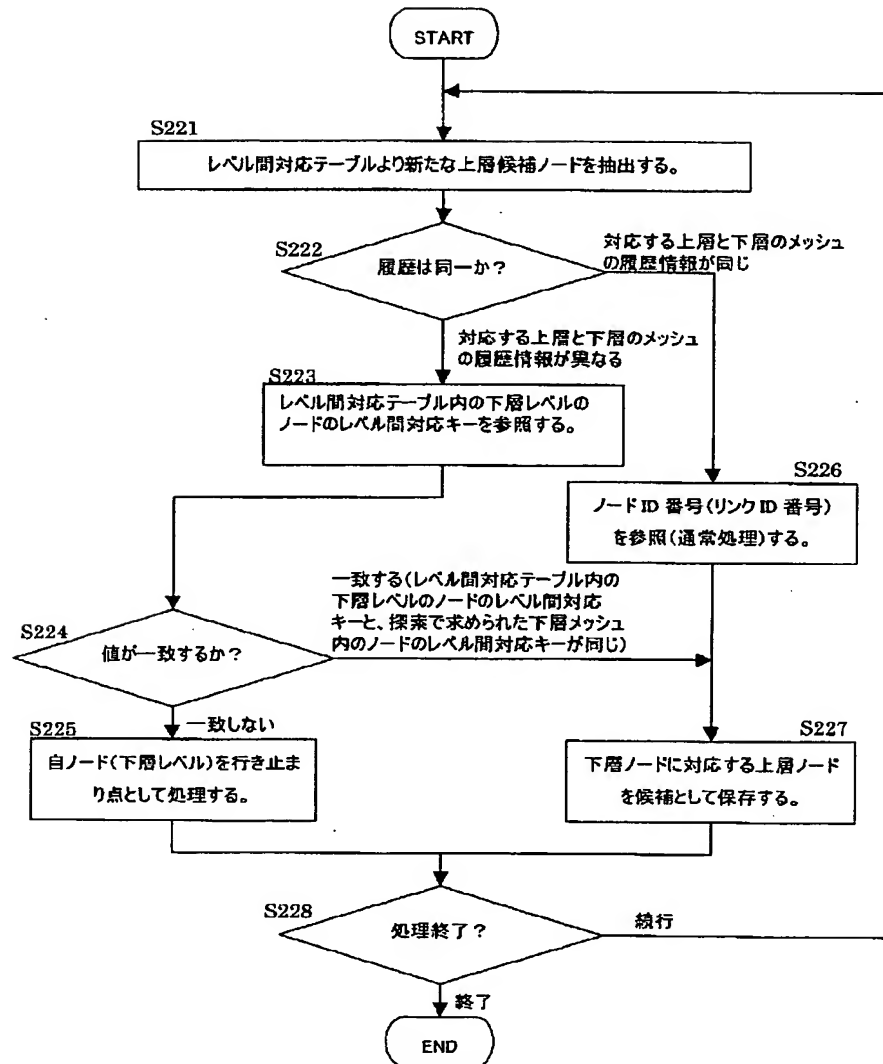 START
S221
レベル間対応テーブルより新たな上層候補ノードを抽出する。
S222
履歴は同一か？
対応する上層と下層のメッシュ
の履歴情報が同じ
対応する上層と下層のメッシュ
の履歴情報が異なる
S223
レベル間対応テーブル内の下層レベルの
ノードのレベル間対応キーを参照する。
S226
ノードID番号(リンクID番号)
を参照(通常処理)する。
一致する(レベル間対応テーブル内の
下層レベルのノードのレベル間対応
キーと、探索で求められた下層メッシュ
内のノードのレベル間対応キーが同じ)
S224
値が一致するか？
一致しない
S225
自ノード(下層レベル)を行き止ま
り点として処理する。
S227
下層ノードに対応する上層ノード
を候補として保存する。
S228
処理終了？
続行
終了
END